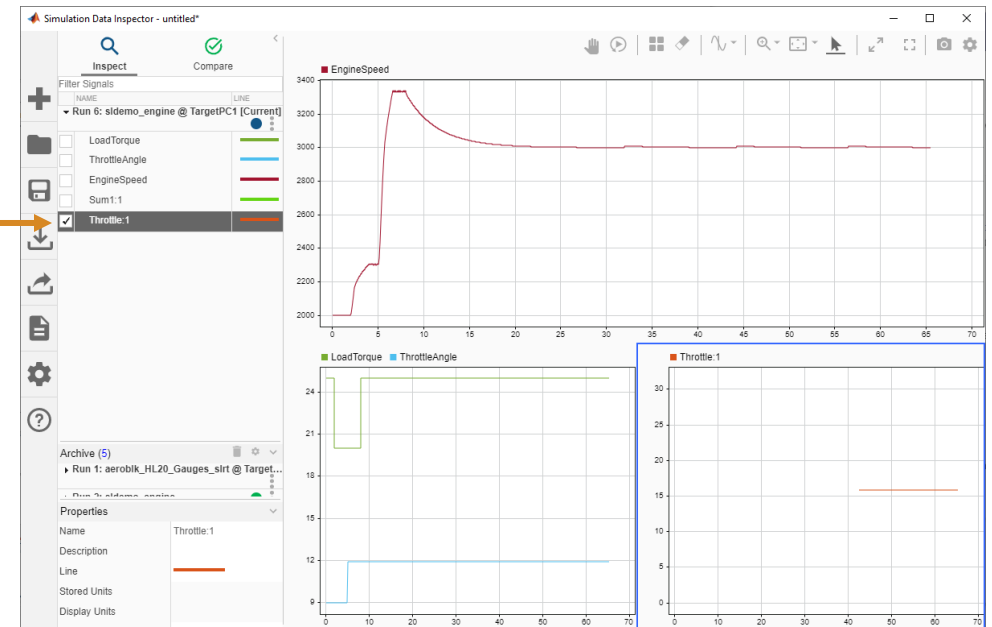 Simulation Data Inspector - untitled*
Inspect
Compare
Filter Signals
NAME LINE
Run 6: sldemo_engine @ TargetPC1 [Current]
LoadTorque
ThrottleAngle
EngineSpeed
Sum1:1
Throttle:1
Archive (5)
Run 1: aeroblk_HL20_Gauges_slrt @ Target...
Run 2: sldemo_engine
Properties
Name Throttle:1
Description
Line
Stored Units
Display Units
EngineSpeed
3400
3200
3000
2800
2600
2400
2200
2000
0 5 10 15 20 25 30 35 40 45 50 55 60 65 70
LoadTorque ThrottleAngle
24
21
18
15
12
9
0 10 20 30 40 50 60 70
Throttle:1
30
25
20
15
10
5
0
0 10 20 30 40 50 60 70